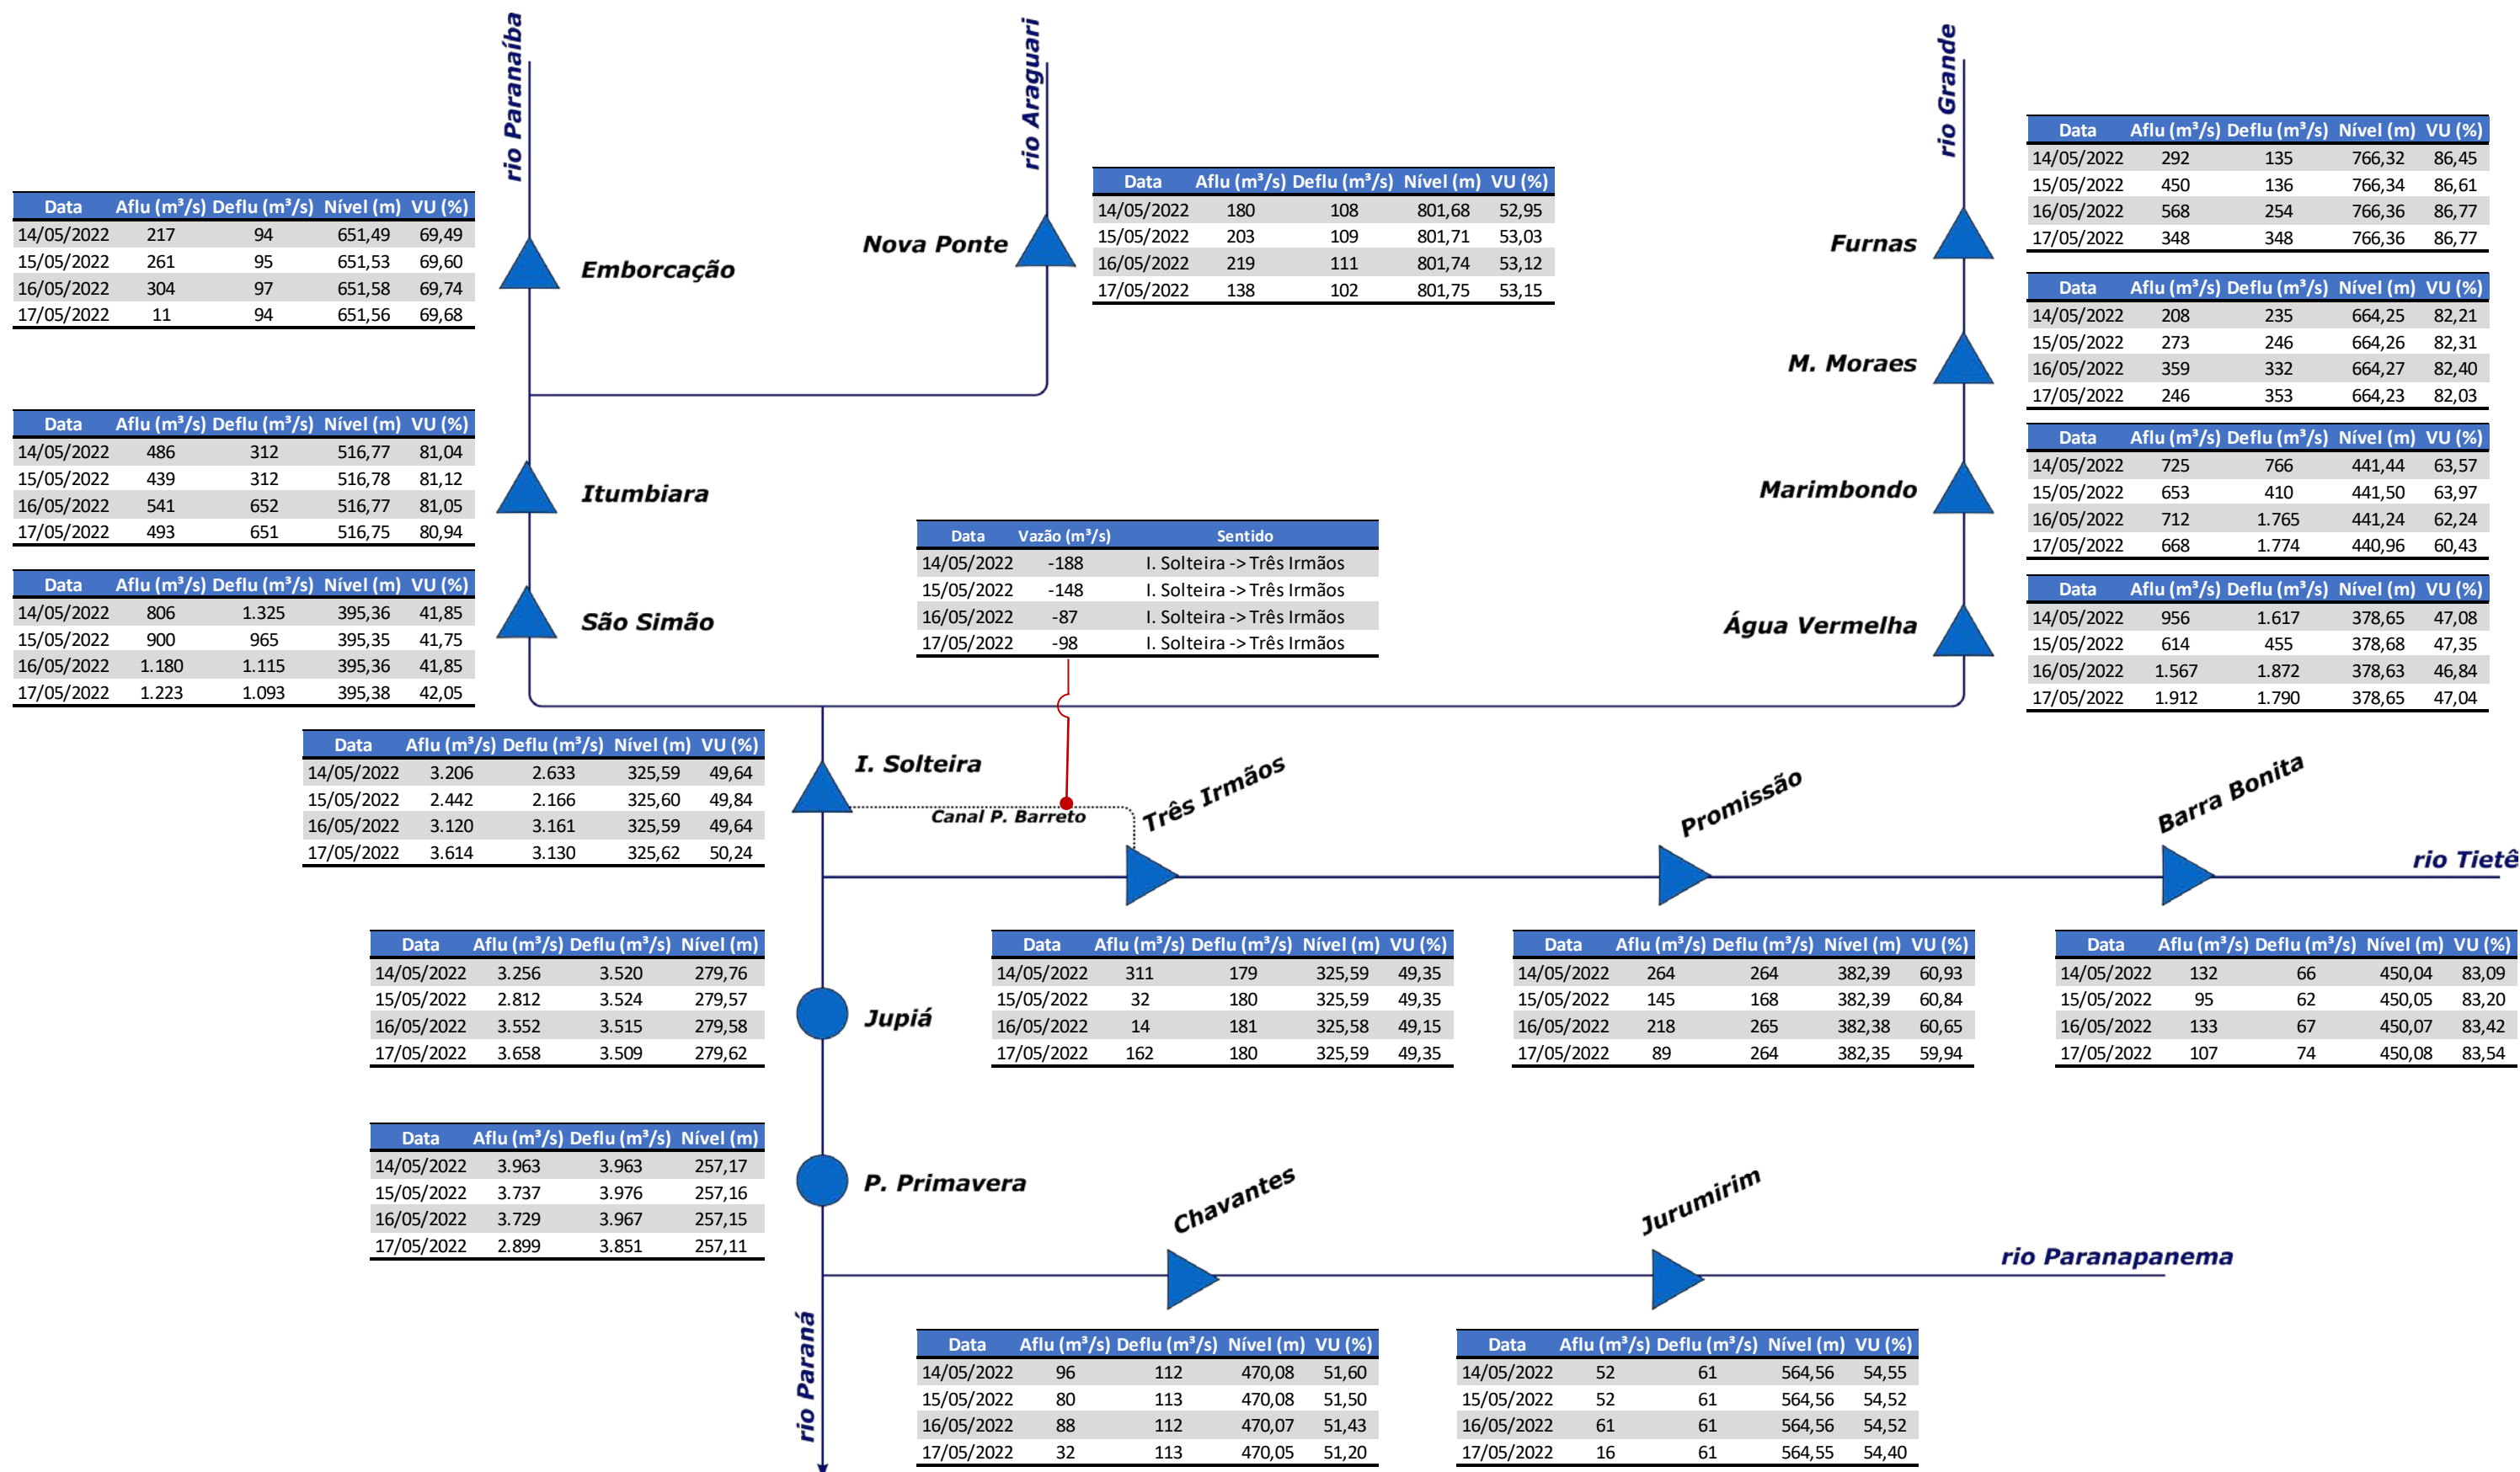 rio Paranaíba
rio Araguari
rio Grande
Data Aflu (m³/s) Deflu (m³/s) Nível (m) VU (%)
14/05/2022 217 94 651,49 69,49
15/05/2022 261 95 651,53 69,60
16/05/2022 304 97 651,58 69,74
17/05/2022 11 94 651,56 69,68
Emborcação
Nova Ponte
Data Aflu (m³/s) Deflu (m³/s) Nível (m) VU (%)
14/05/2022 180 108 801,68 52,95
15/05/2022 203 109 801,71 53,03
16/05/2022 219 111 801,74 53,12
17/05/2022 138 102 801,75 53,15
Furnas
Data Aflu (m³/s) Deflu (m³/s) Nível (m) VU (%)
14/05/2022 292 135 766,32 86,45
15/05/2022 450 136 766,34 86,61
16/05/2022 568 254 766,36 86,77
17/05/2022 348 348 766,36 86,77
M. Moraes
Data Aflu (m³/s) Deflu (m³/s) Nível (m) VU (%)
14/05/2022 208 235 664,25 82,21
15/05/2022 273 246 664,26 82,31
16/05/2022 359 332 664,27 82,40
17/05/2022 246 353 664,23 82,03
Data Aflu (m³/s) Deflu (m³/s) Nível (m) VU (%)
14/05/2022 486 312 516,77 81,04
15/05/2022 439 312 516,78 81,12
16/05/2022 541 652 516,77 81,05
17/05/2022 493 651 516,75 80,94
Itumbiara
Marimbondo
Data Aflu (m³/s) Deflu (m³/s) Nível (m) VU (%)
14/05/2022 725 766 441,44 63,57
15/05/2022 653 410 441,50 63,97
16/05/2022 712 1.765 441,24 62,24
17/05/2022 668 1.774 440,96 60,43
Data Aflu (m³/s) Deflu (m³/s) Nível (m) VU (%)
14/05/2022 806 1.325 395,36 41,85
15/05/2022 900 965 395,35 41,75
16/05/2022 1.180 1.115 395,36 41,85
17/05/2022 1.223 1.093 395,38 42,05
São Simão
Data Vazão (m³/s) Sentido
14/05/2022 -188 I. Solteira -> Três Irmãos
15/05/2022 -148 I. Solteira -> Três Irmãos
16/05/2022 -87 I. Solteira -> Três Irmãos
17/05/2022 -98 I. Solteira -> Três Irmãos
Água Vermelha
Data Aflu (m³/s) Deflu (m³/s) Nível (m) VU (%)
14/05/2022 956 1.617 378,65 47,08
15/05/2022 614 455 378,68 47,35
16/05/2022 1.567 1.872 378,63 46,84
17/05/2022 1.912 1.790 378,65 47,04
Data Aflu (m³/s) Deflu (m³/s) Nível (m) VU (%)
14/05/2022 3.206 2.633 325,59 49,64
15/05/2022 2.442 2.166 325,60 49,84
16/05/2022 3.120 3.161 325,59 49,64
17/05/2022 3.614 3.130 325,62 50,24
I. Solteira
Canal P. Barreto
Três Irmãos
Promissão
Barra Bonita
rio Tietê
Data Aflu (m³/s) Deflu (m³/s) Nível (m)
14/05/2022 3.256 3.520 279,76
15/05/2022 2.812 3.524 279,57
16/05/2022 3.552 3.515 279,58
17/05/2022 3.658 3.509 279,62
Jupiá
Data Aflu (m³/s) Deflu (m³/s) Nível (m) VU (%)
14/05/2022 311 179 325,59 49,35
15/05/2022 32 180 325,59 49,35
16/05/2022 14 181 325,58 49,15
17/05/2022 162 180 325,59 49,35
Data Aflu (m³/s) Deflu (m³/s) Nível (m) VU (%)
14/05/2022 264 264 382,39 60,93
15/05/2022 145 168 382,39 60,84
16/05/2022 218 265 382,38 60,65
17/05/2022 89 264 382,35 59,94
Data Aflu (m³/s) Deflu (m³/s) Nível (m) VU (%)
14/05/2022 132 66 450,04 83,09
15/05/2022 95 62 450,05 83,20
16/05/2022 133 67 450,07 83,42
17/05/2022 107 74 450,08 83,54
Data Aflu (m³/s) Deflu (m³/s) Nível (m)
14/05/2022 3.963 3.963 257,17
15/05/2022 3.737 3.976 257,16
16/05/2022 3.729 3.967 257,15
17/05/2022 2.899 3.851 257,11
P. Primavera
Chavantes
Jurumirim
rio Paranapanema
rio Paraná
Data Aflu (m³/s) Deflu (m³/s) Nível (m) VU (%)
14/05/2022 96 112 470,08 51,60
15/05/2022 80 113 470,08 51,50
16/05/2022 88 112 470,07 51,43
17/05/2022 32 113 470,05 51,20
Data Aflu (m³/s) Deflu (m³/s) Nível (m) VU (%)
14/05/2022 52 61 564,56 54,55
15/05/2022 52 61 564,56 54,52
16/05/2022 61 61 564,56 54,52
17/05/2022 16 61 564,55 54,40